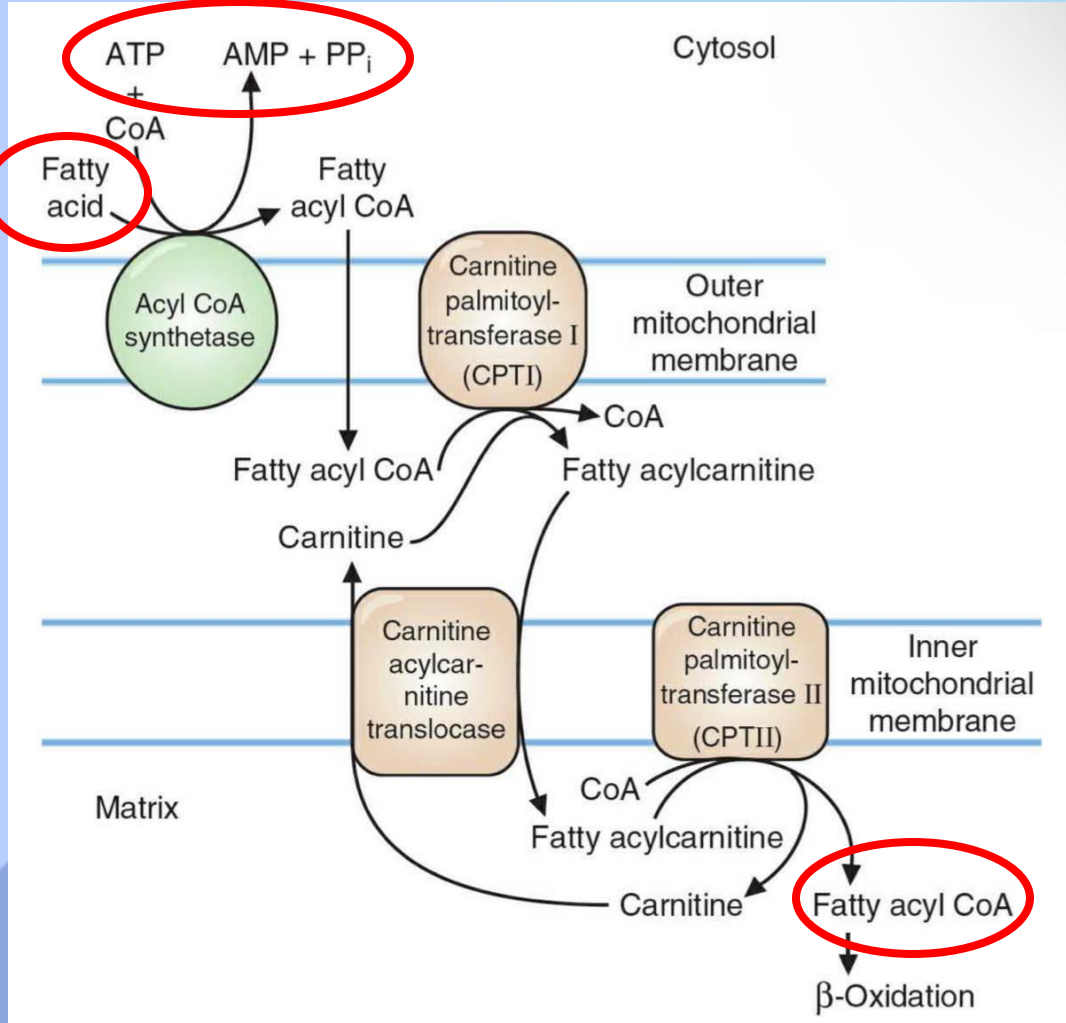 ATP
AMP + PPi
Cytosol
+
CoA
Fatty
acid
Fatty
acyl CoA
Acyl CoA
synthetase
Carnitine
palmitoyl-
transferase I
(CPTI)
Outer
mitochondrial
membrane
CoA
Fatty acyl CoA
Fatty acylcarnitine
Carnitine
Carnitine
acylcar-
nitine
translocase
Carnitine
palmitoyl-
transferase II
(CPTII)
Inner
mitochondrial
membrane
Matrix
CoA
Fatty acylcarnitine
Carnitine
Fatty acyl CoA
β-Oxidation